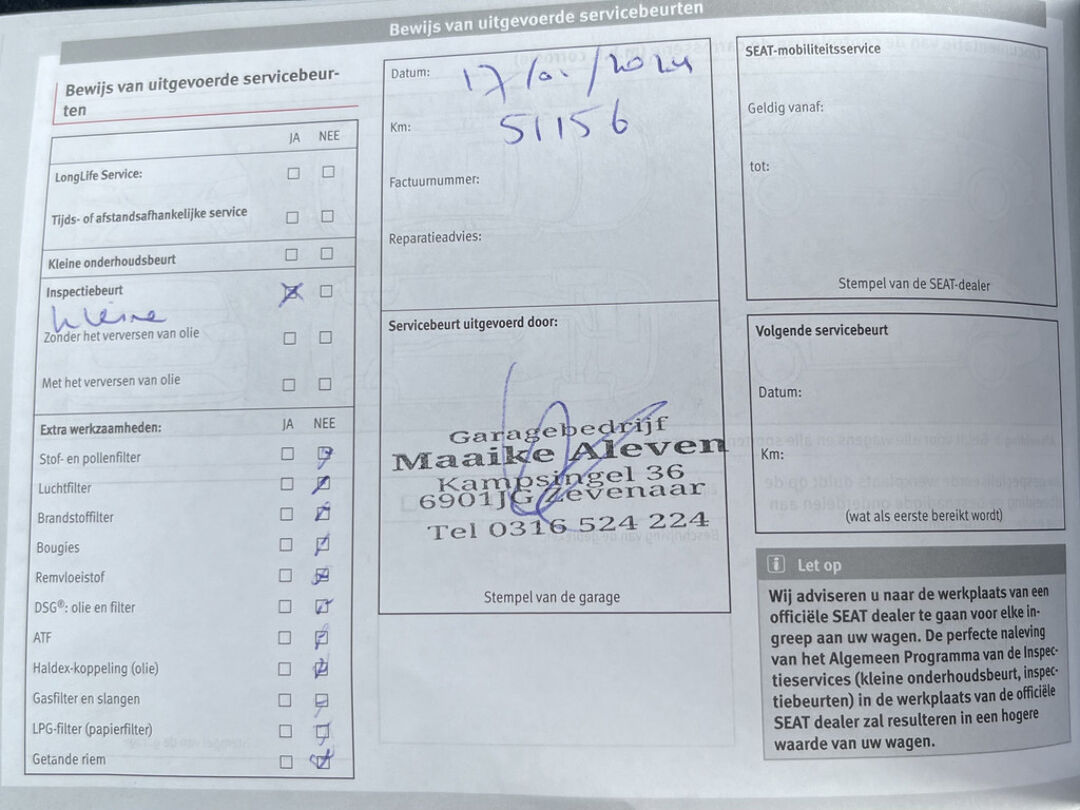 Bewijs van uitgevoerde servicebeurten
Bewijs van uitgevoerde servicebeur-
ten
JA NEE
LongLife Service:
Tijds- of afstandsafhankelijke service
Kleine onderhoudsbeurt
Inspectiebeurt
kleine
Zonder het verversen van olie
Met het verversen van olie
Extra werkzaamheden: JA NEE
Stof- en pollenfilter
Luchtfilter
Brandstoffilter
Bougies
Remvloeistof
DSG®: olie en filter
ATF
Haldex-koppeling (olie)
Gasfilter en slangen
LPG-filter (papierfilter)
Getande riem
Datum: 17/01/2024
Km: 51156
Factuurnummer:
Reparatieadvies:
Servicebeurt uitgevoerd door:
Garagebedrijf
Maaike Aleven
Kampsingel 36
6901JG Zevenaar
Tel 0316 524 224
Stempel van de garage
SEAT-mobiliteitsservice
Geldig vanaf:
tot:
Stempel van de SEAT-dealer
Volgende servicebeurt
Datum:
Km:
(wat als eerste bereikt wordt)
Let op
Wij adviseren u naar de werkplaats van een
officiële SEAT dealer te gaan voor elke in-
greep aan uw wagen. De perfecte naleving
van het Algemeen Programma van de Inspec-
tieservices (kleine onderhoudsbeurt, inspec-
tiebeurten) in de werkplaats van de officiële
SEAT dealer zal resulteren in een hogere
waarde van uw wagen.